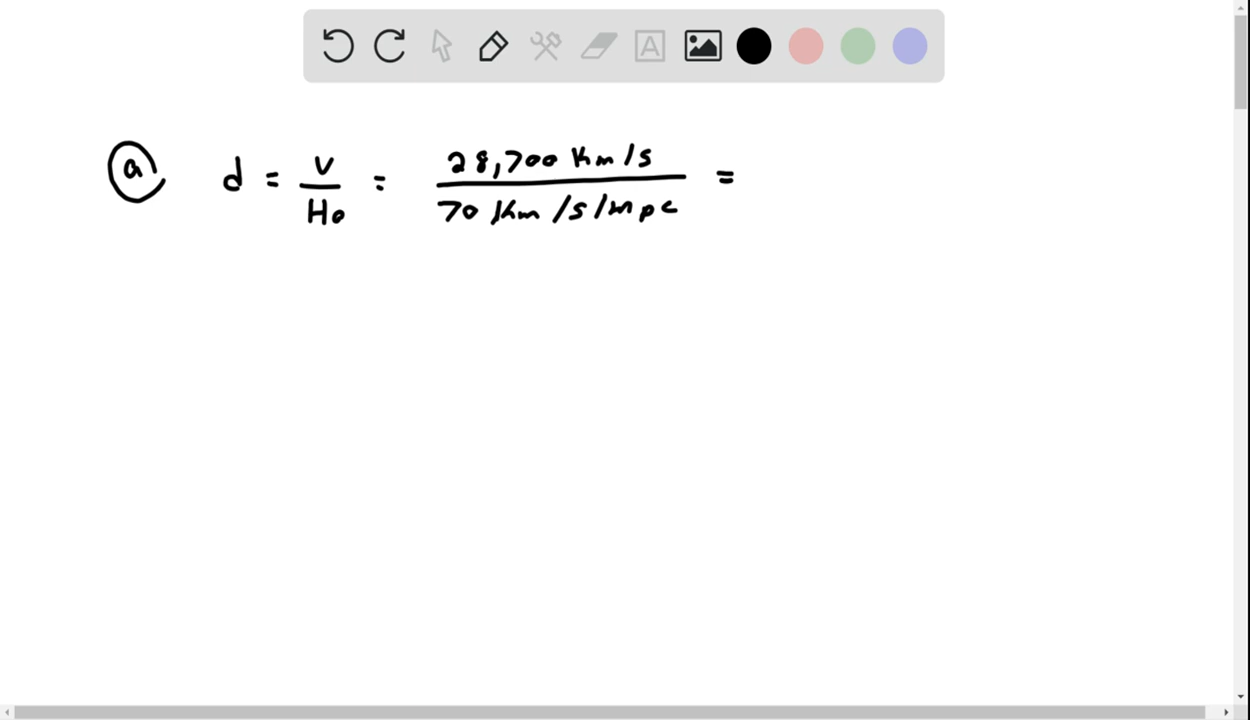 A
ⓐ d = V/H0 = 28,700 Km/s / 70 Km/s/mpc =